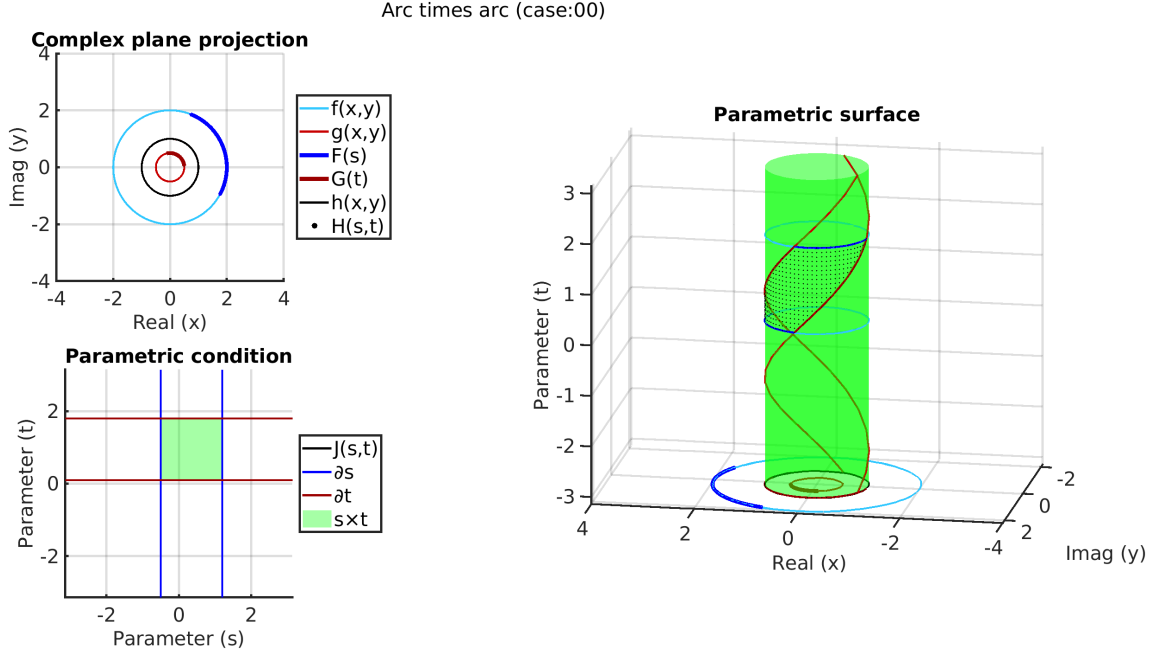 Arc times arc (case:00)
Complex plane projection
4
2
0
-2
-4
-4 -2 0 2 4
Imag (y)
Real (x)
f(x,y)
g(x,y)
F(s)
G(t)
h(x,y)
H(s,t)
Parametric condition
2
0
-2
-2 0 2
Parameter (t)
Parameter (s)
J(s,t)
∂s
∂t
s×t
Parametric surface
3
2
1
0
-1
-2
-3
Parameter (t)
4 2 0 -2 -4
Real (x)
-2
0
2
Imag (y)